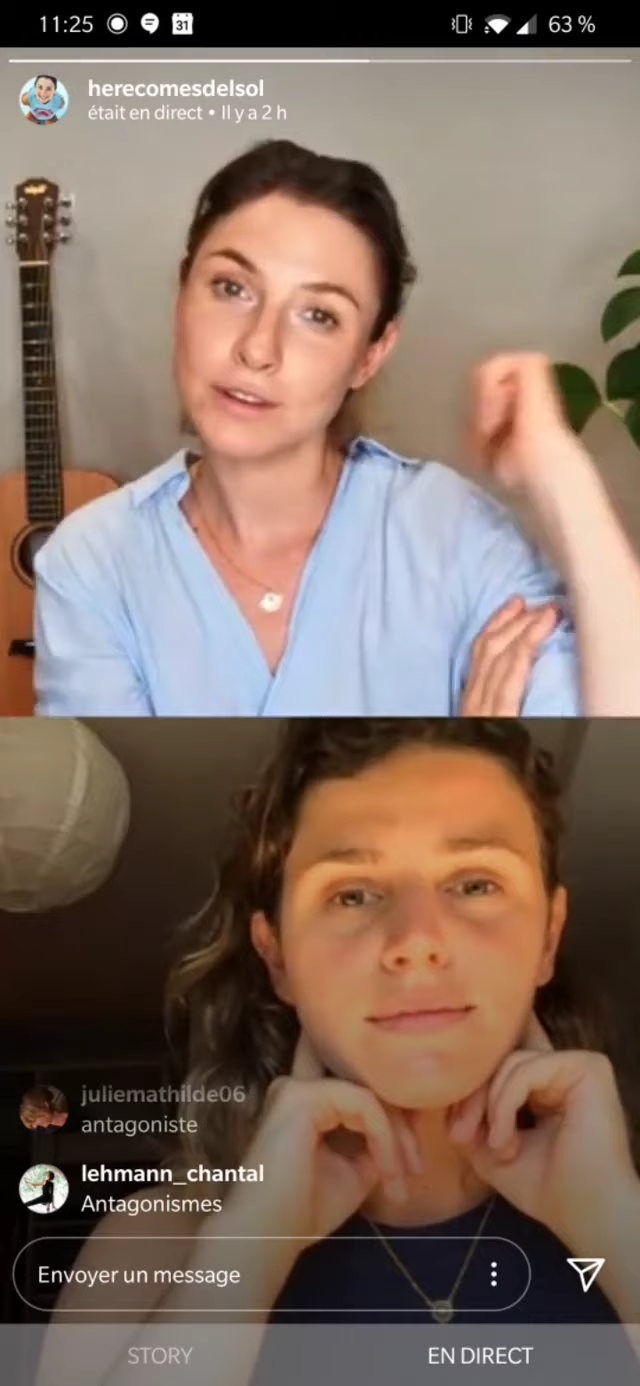 11:25
31
63 %
herecomesdelsol
était en direct • Il y a 2 h
juliemathilde06
antagoniste
lehmann_chantal
Antagonismes
Envoyer un message
STORY
EN DIRECT